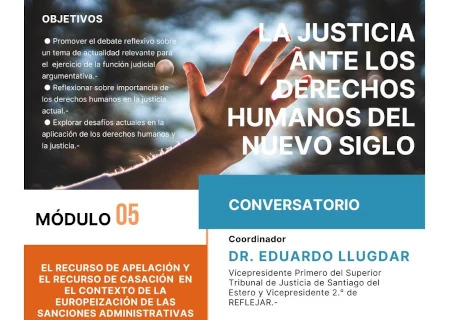 OBJETIVOS
● Promover el debate reflexivo sobre
un tema de actualidad relevante para
el ejercicio de la función judicial
argumentativa.-
● Reflexionar sobre importancia de
los derechos humanos en la justicia
actual.-
● Explorar desafíos actuales en la
aplicación de los derechos humanos y
la justicia.-
LA JUSTICIA
ANTE LOS
DERECHOS
HUMANOS DEL
NUEVO SIGLO
MÓDULO 05
CONVERSATORIO
EL RECURSO DE APELACIÓN Y
EL RECURSO DE CASACIÓN EN
EL CONTEXTO DE LA
EUROPEIZACIÓN DE LAS
SANCIONES ADMINISTRATIVAS
Coordinador
DR. EDUARDO LLUGDAR
Vicepresidente Primero del Superior
Tribunal de Justicia de Santiago del
Estero y Vicepresidente 2.° de
REFLEJAR.-